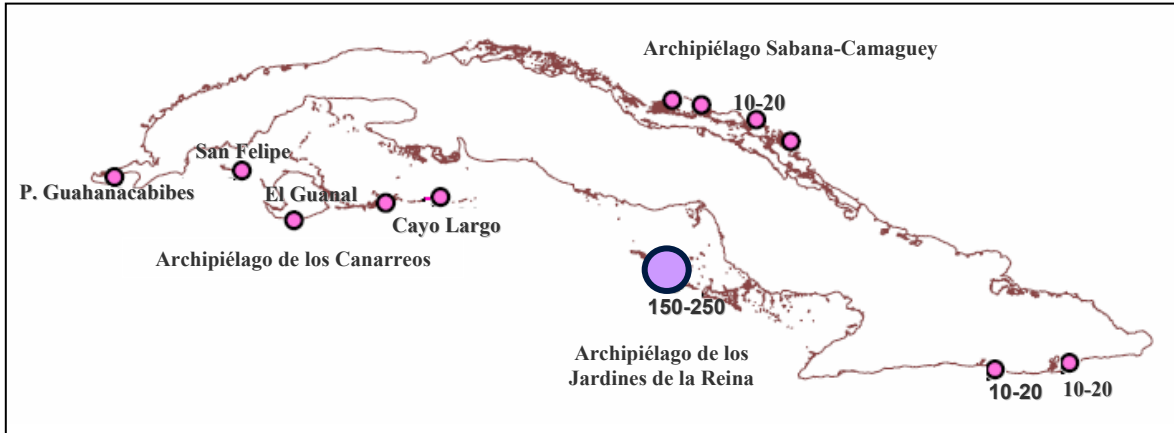 Archipiélago Sabana-Camaguey
10-20
San Felipe
P. Guahanacabibes
El Guanal
Cayo Largo
Archipiélago de los Canarreos
150-250
Archipiélago de los
Jardines de la Reina
10-20
10-20